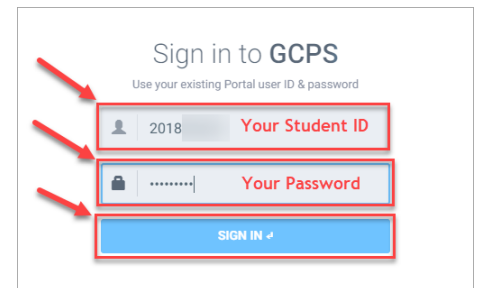 Sign in to GCPS
Use your existing Portal user ID & password
2018 Your Student ID
•••••••••| Your Password
SIGN IN ↵